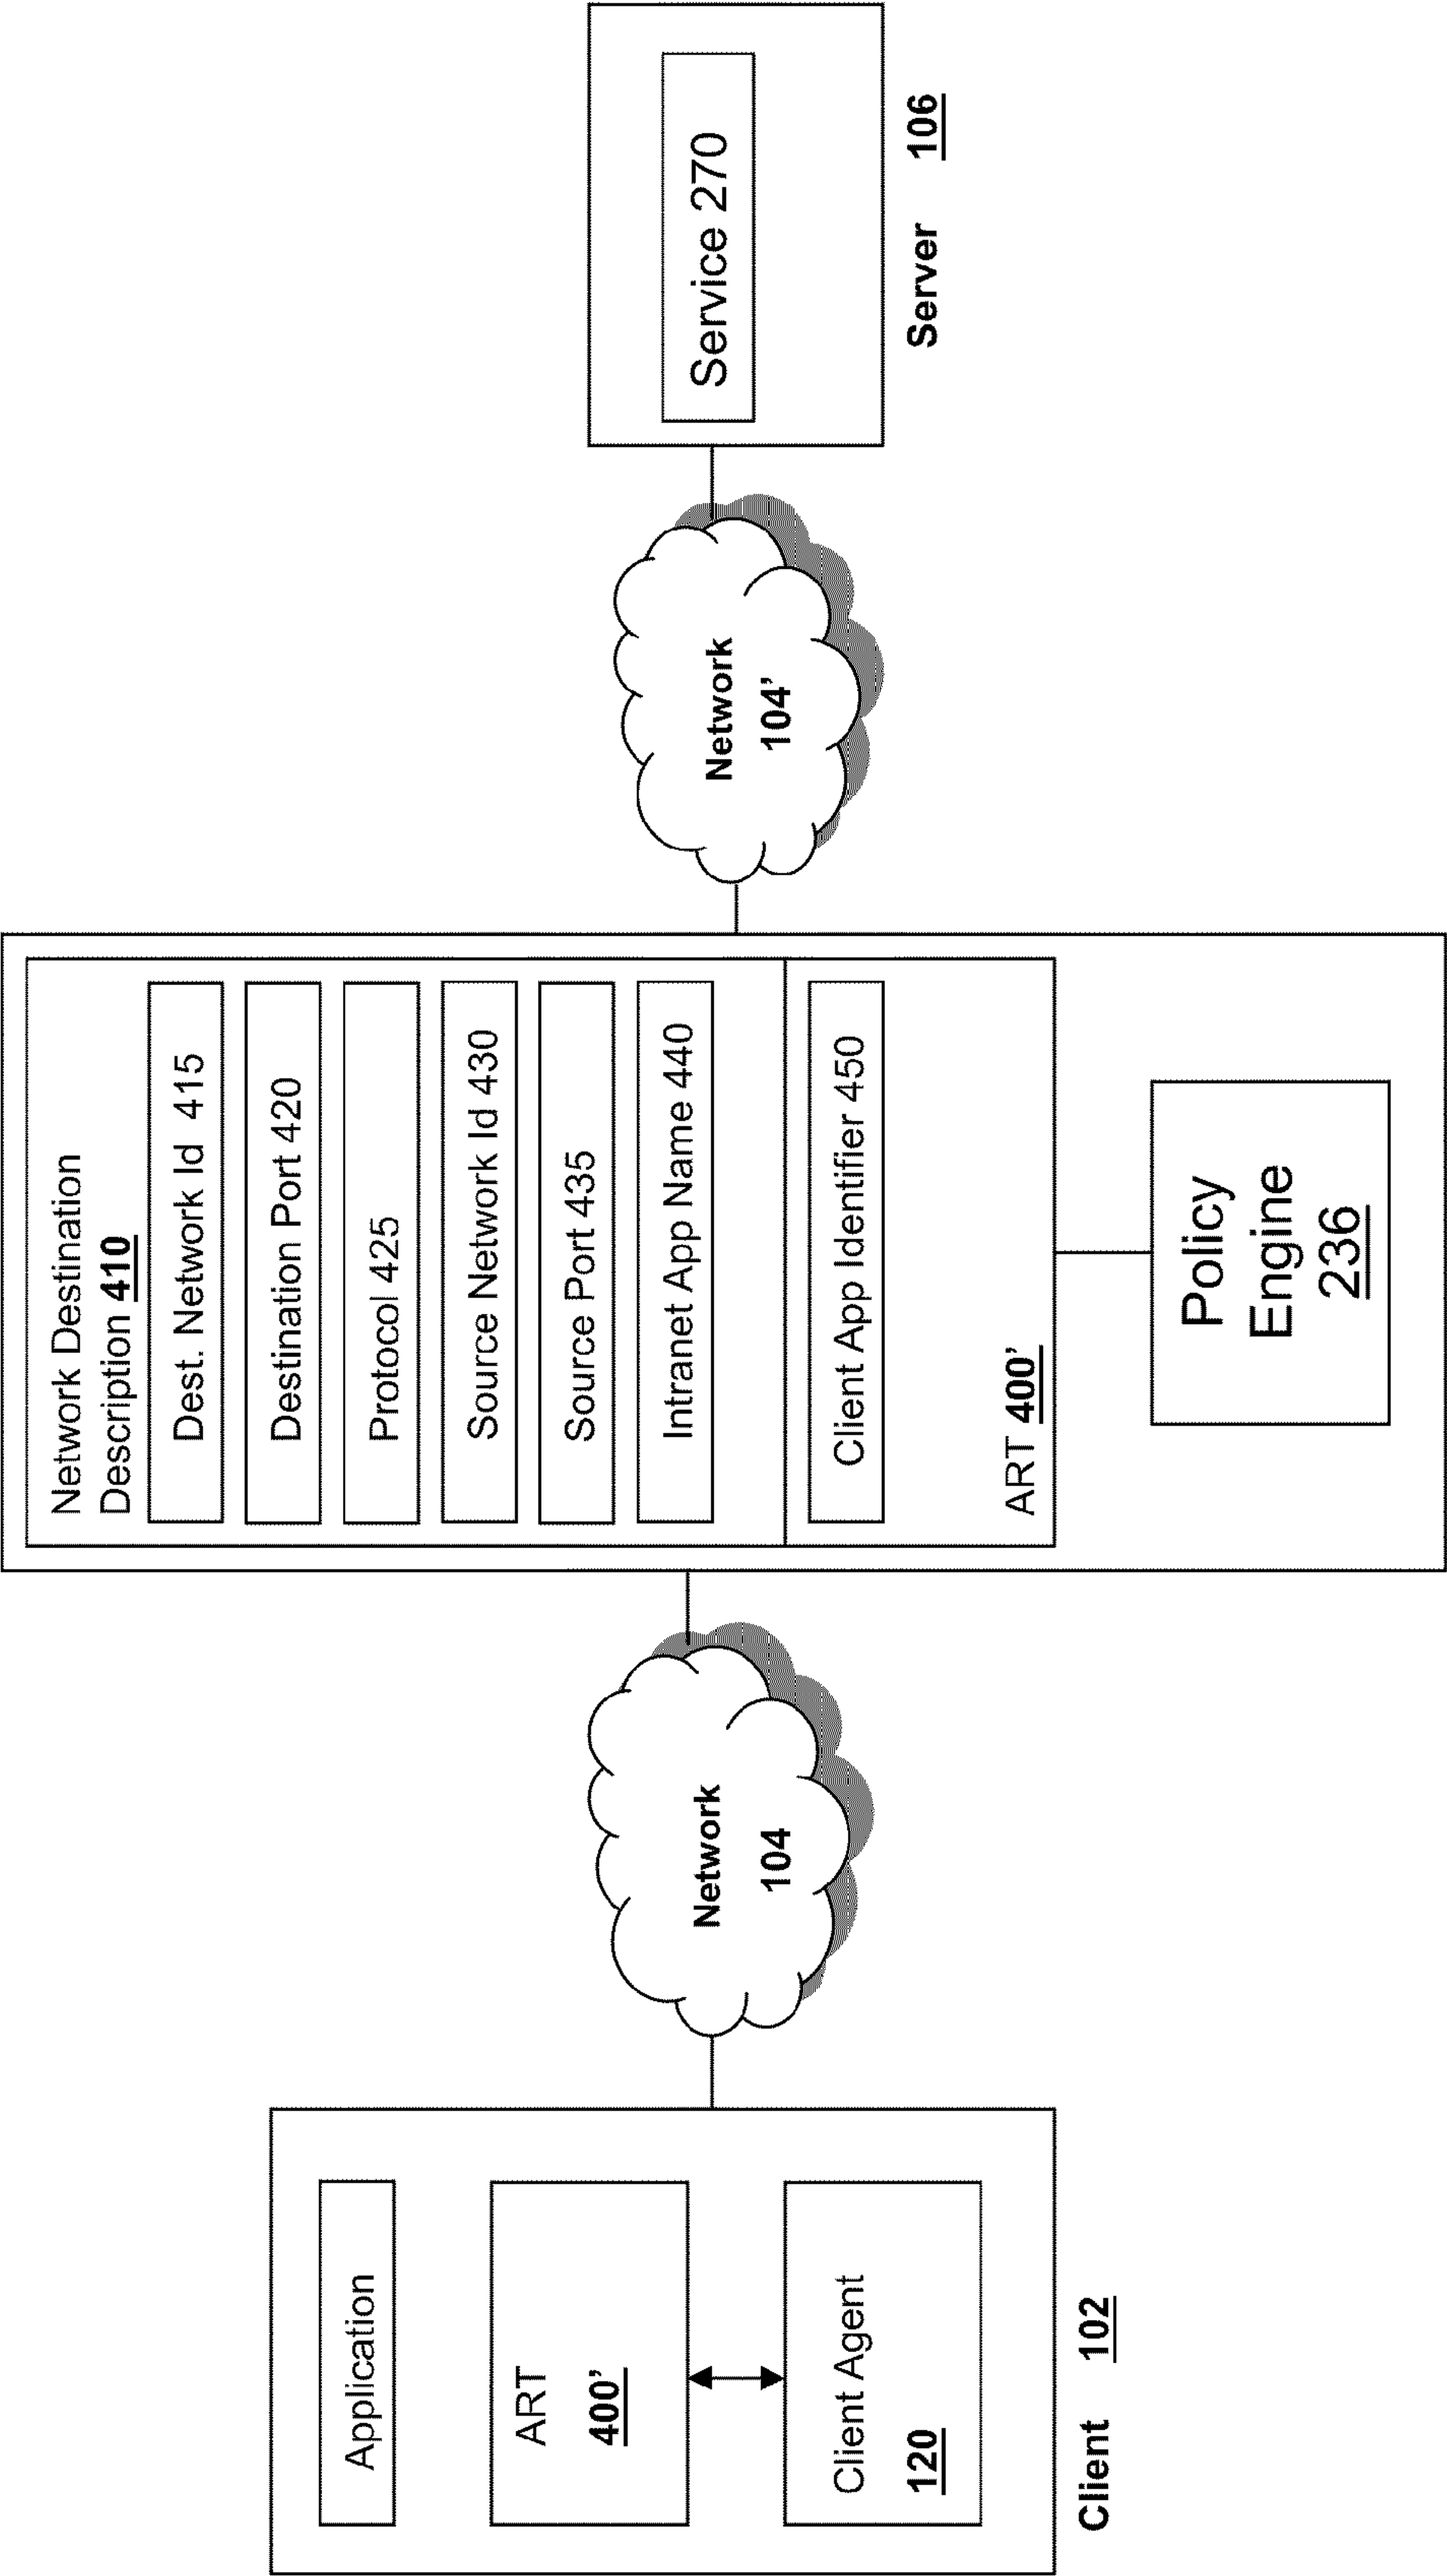 Application
ART
400’
Client Agent
120
Client 102
Network
104
Network Destination
Description 410
Dest. Network Id 415
Destination Port 420
Protocol 425
Source Network Id 430
Source Port 435
Intranet App Name 440
Client App Identifier 450
ART 400’
Policy
Engine
236
Network
104’
Service 270
Server 106